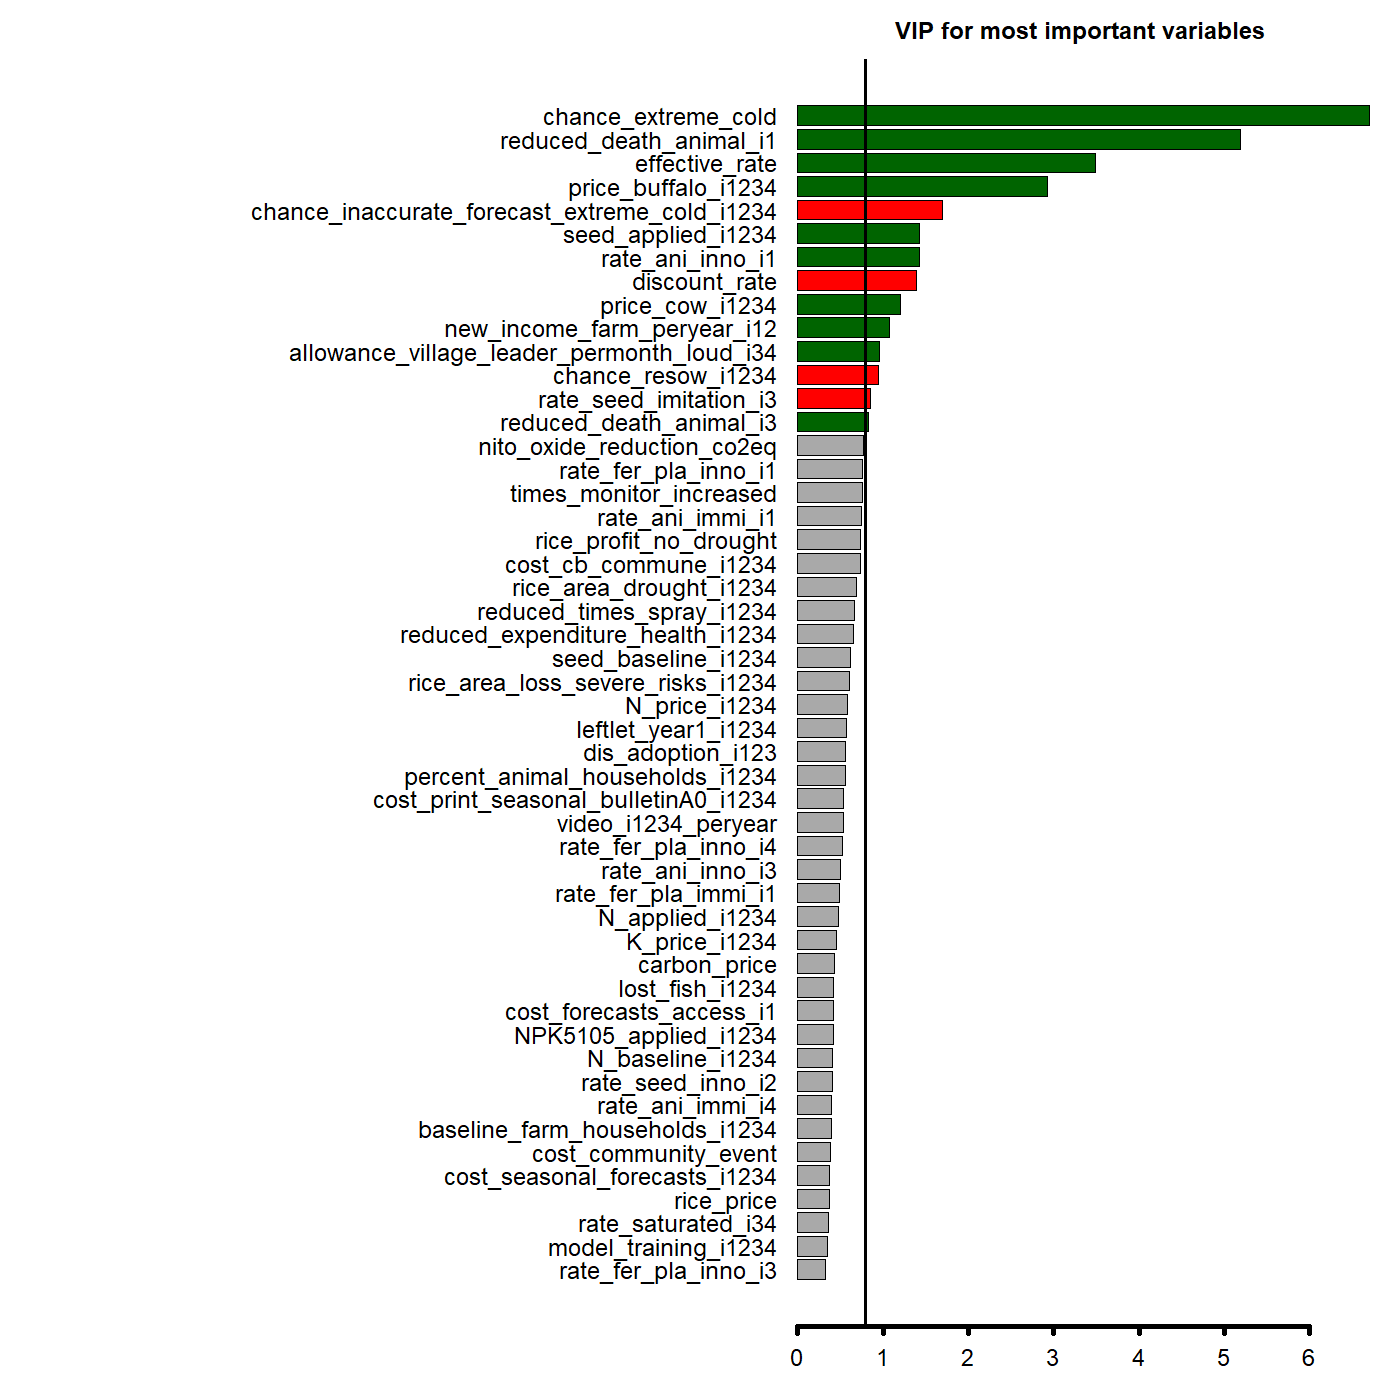 VIP for most important variables
chance_extreme_cold
reduced_death_animal_i1
effective_rate
price_buffalo_i1234
chance_inaccurate_forecast_extreme_cold_i1234
seed_applied_i1234
rate_ani_inno_i1
discount_rate
price_cow_i1234
new_income_farm_peryear_i12
allowance_village_leader_permonth_loud_i34
chance_resow_i1234
rate_seed_imitation_i3
reduced_death_animal_i3
nito_oxide_reduction_co2eq
rate_fer_pla_inno_i1
times_monitor_increased
rate_ani_immi_i1
rice_profit_no_drought
cost_cb_commune_i1234
rice_area_drought_i1234
reduced_times_spray_i1234
reduced_expenditure_health_i1234
seed_baseline_i1234
rice_area_loss_severe_risks_i1234
N_price_i1234
leftlet_year1_i1234
dis_adoption_i123
percent_animal_households_i1234
cost_print_seasonal_bulletinA0_i1234
video_i1234_peryear
rate_fer_pla_inno_i4
rate_ani_inno_i3
rate_fer_pla_immi_i1
N_applied_i1234
K_price_i1234
carbon_price
lost_fish_i1234
cost_forecasts_access_i1
NPK5105_applied_i1234
N_baseline_i1234
rate_seed_inno_i2
rate_ani_immi_i4
baseline_farm_households_i1234
cost_community_event
cost_seasonal_forecasts_i1234
rice_price
rate_saturated_i34
model_training_i1234
rate_fer_pla_inno_i3
0 1 2 3 4 5 6